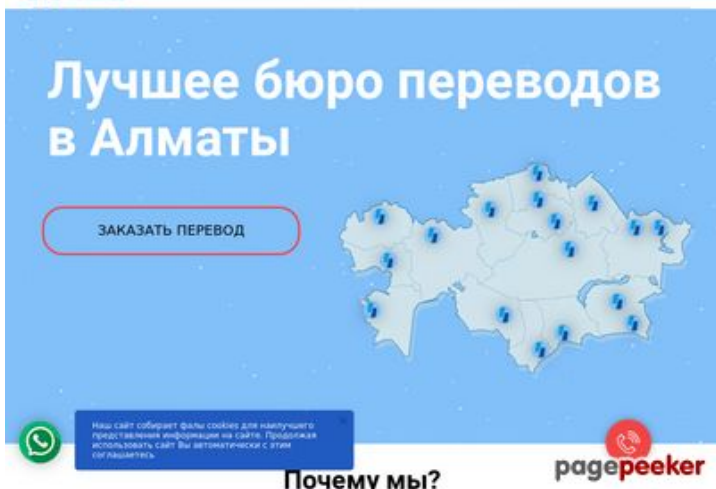 Лучшее бюро переводов
в Алматы
ЗАКАЗАТЬ ПЕРЕВОД
Наш сайт собирает фалы cookies для наилучшего
представления информации на сайте. Продолжая
использовать сайт Вы автоматически с этим
соглашаетесь
Почему мы?
pagepeeker